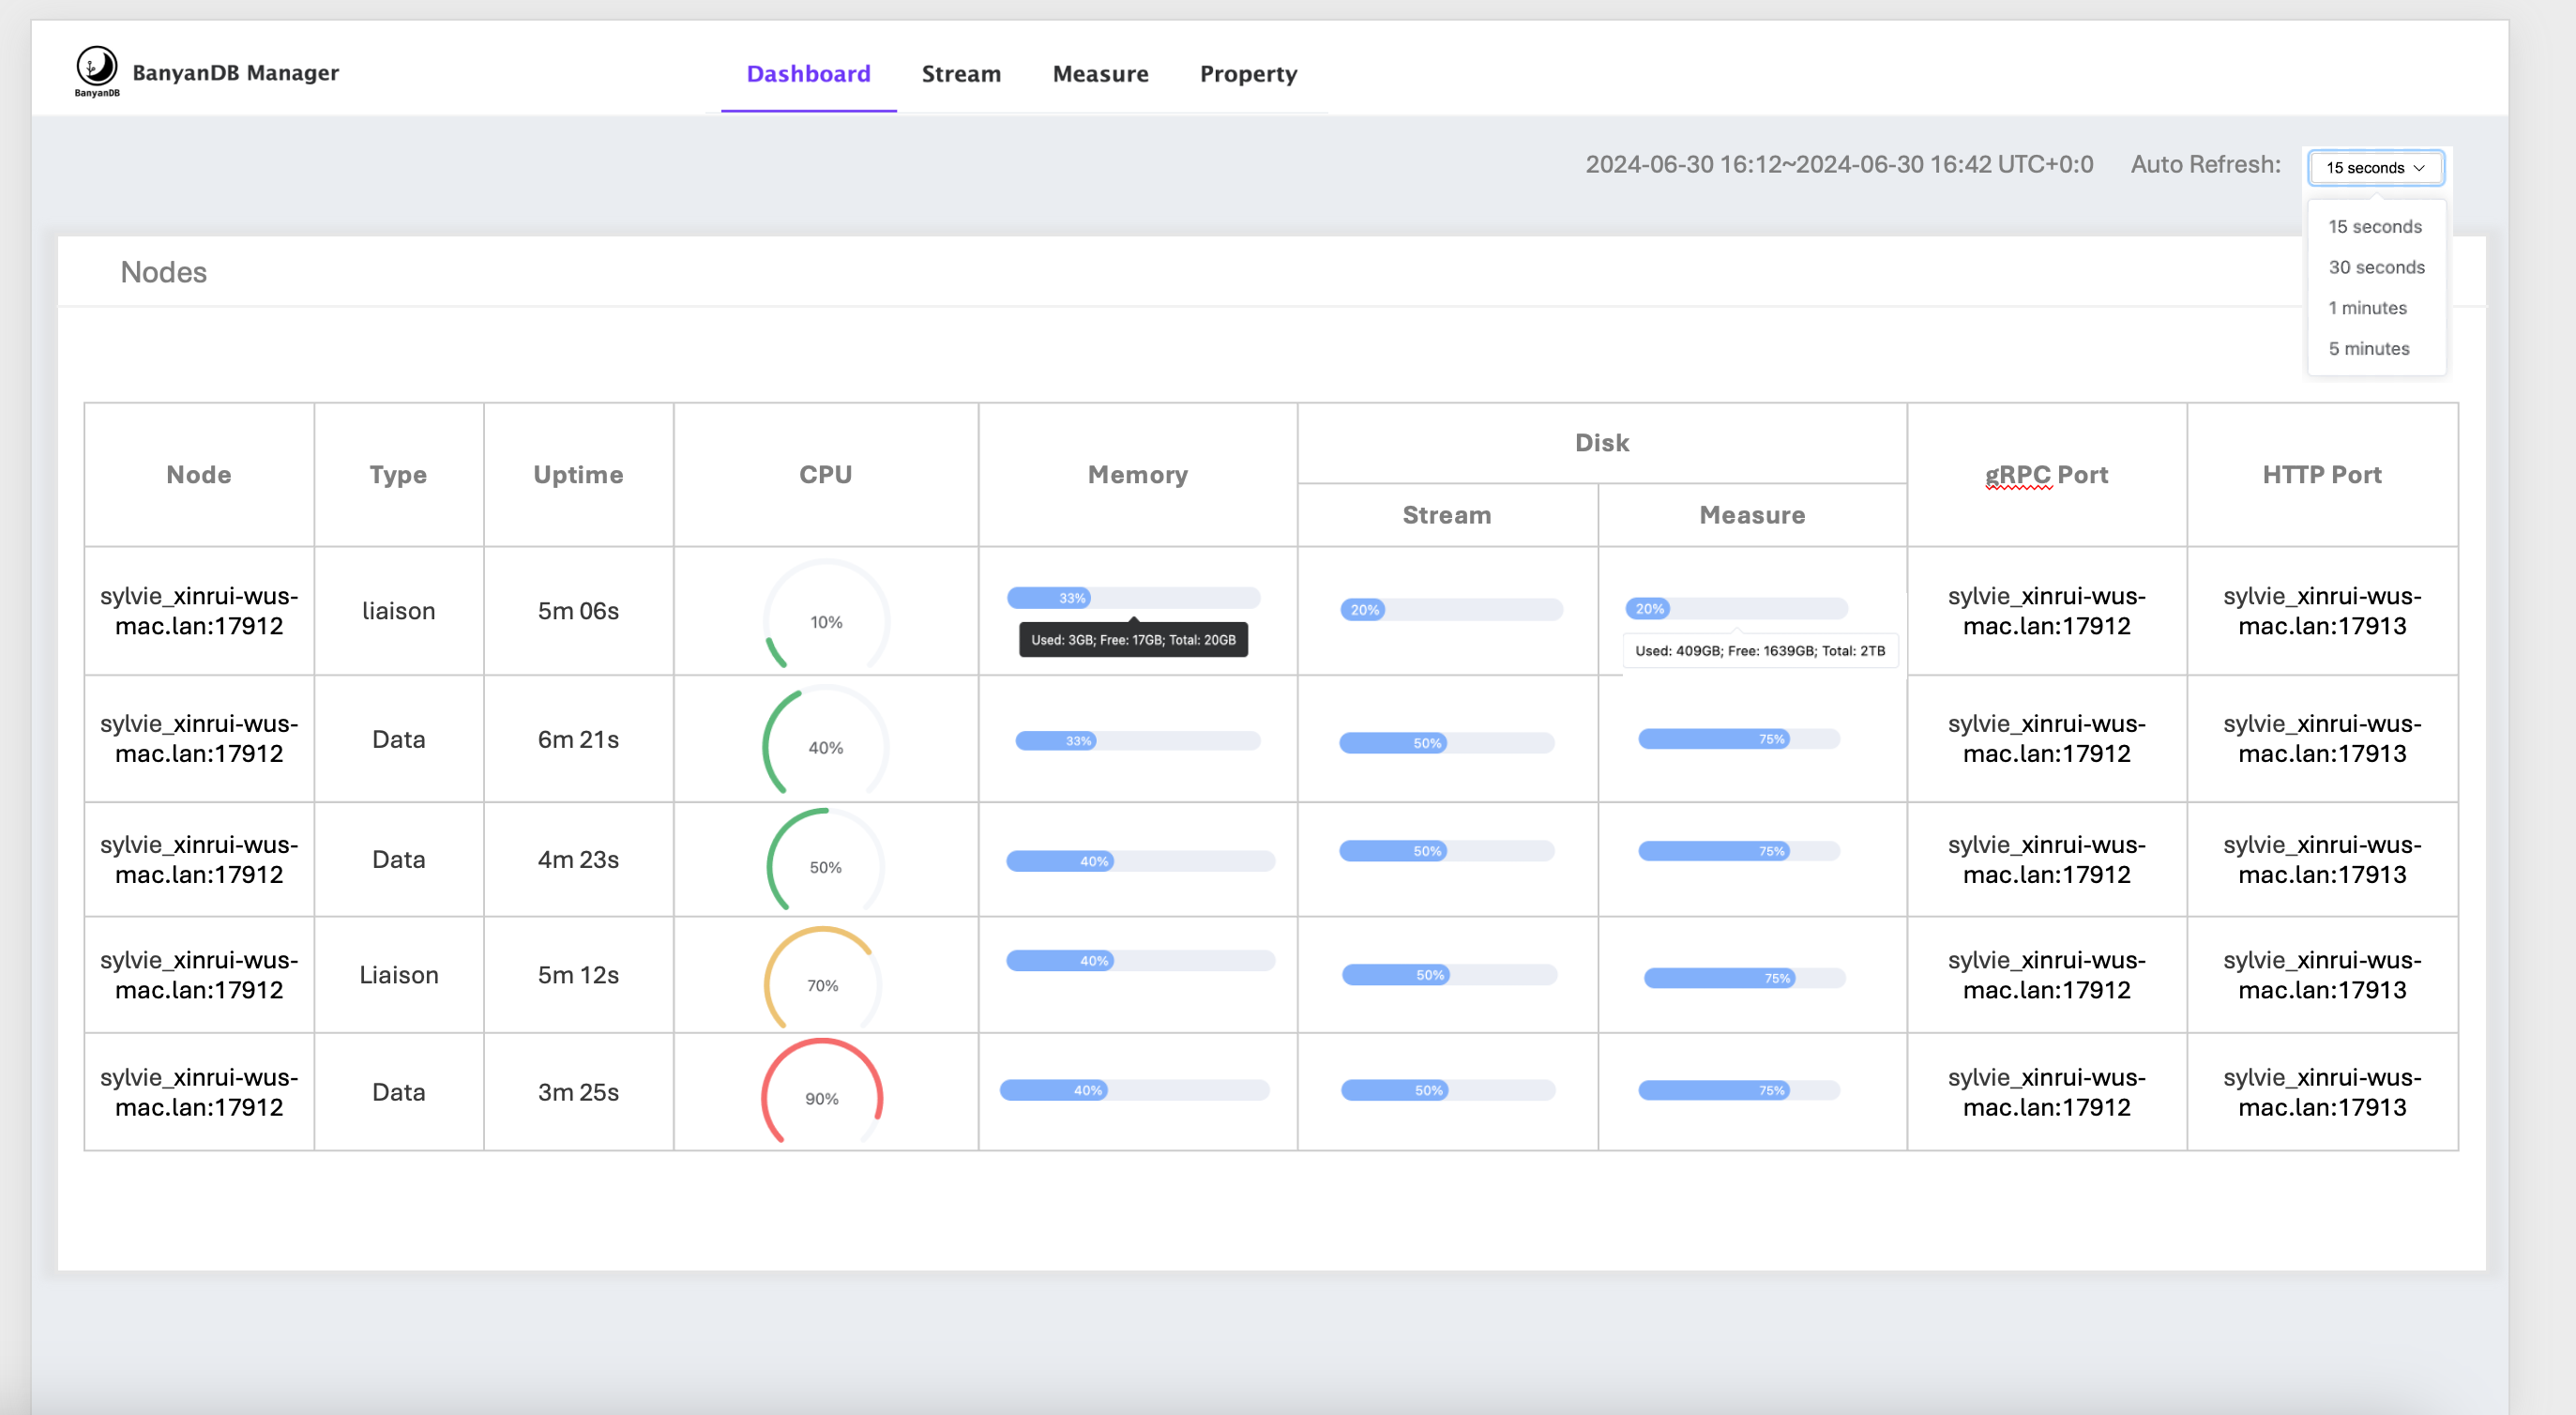 BanyanDB
BanyanDB Manager
Dashboard
Stream
Measure
Property
2024-06-30 16:12~2024-06-30 16:42 UTC+0:0
Auto Refresh:
15 seconds
15 seconds
30 seconds
1 minutes
5 minutes
Nodes
Node
Type
Uptime
CPU
Memory
Disk
Stream
Measure
gRPC Port
HTTP Port
sylvie_xinrui-wus-
mac.lan:17912
liaison
5m 06s
10%
33%
Used: 3GB; Free: 17GB; Total: 20GB
20%
20%
Used: 409GB; Free: 1639GB; Total: 2TB
sylvie_xinrui-wus-
mac.lan:17912
sylvie_xinrui-wus-
mac.lan:17913
sylvie_xinrui-wus-
mac.lan:17912
Data
6m 21s
40%
33%
50%
75%
sylvie_xinrui-wus-
mac.lan:17912
sylvie_xinrui-wus-
mac.lan:17913
sylvie_xinrui-wus-
mac.lan:17912
Data
4m 23s
50%
40%
50%
75%
sylvie_xinrui-wus-
mac.lan:17912
sylvie_xinrui-wus-
mac.lan:17913
sylvie_xinrui-wus-
mac.lan:17912
Liaison
5m 12s
70%
40%
50%
75%
sylvie_xinrui-wus-
mac.lan:17912
sylvie_xinrui-wus-
mac.lan:17913
sylvie_xinrui-wus-
mac.lan:17912
Data
3m 25s
90%
40%
50%
75%
sylvie_xinrui-wus-
mac.lan:17912
sylvie_xinrui-wus-
mac.lan:17913